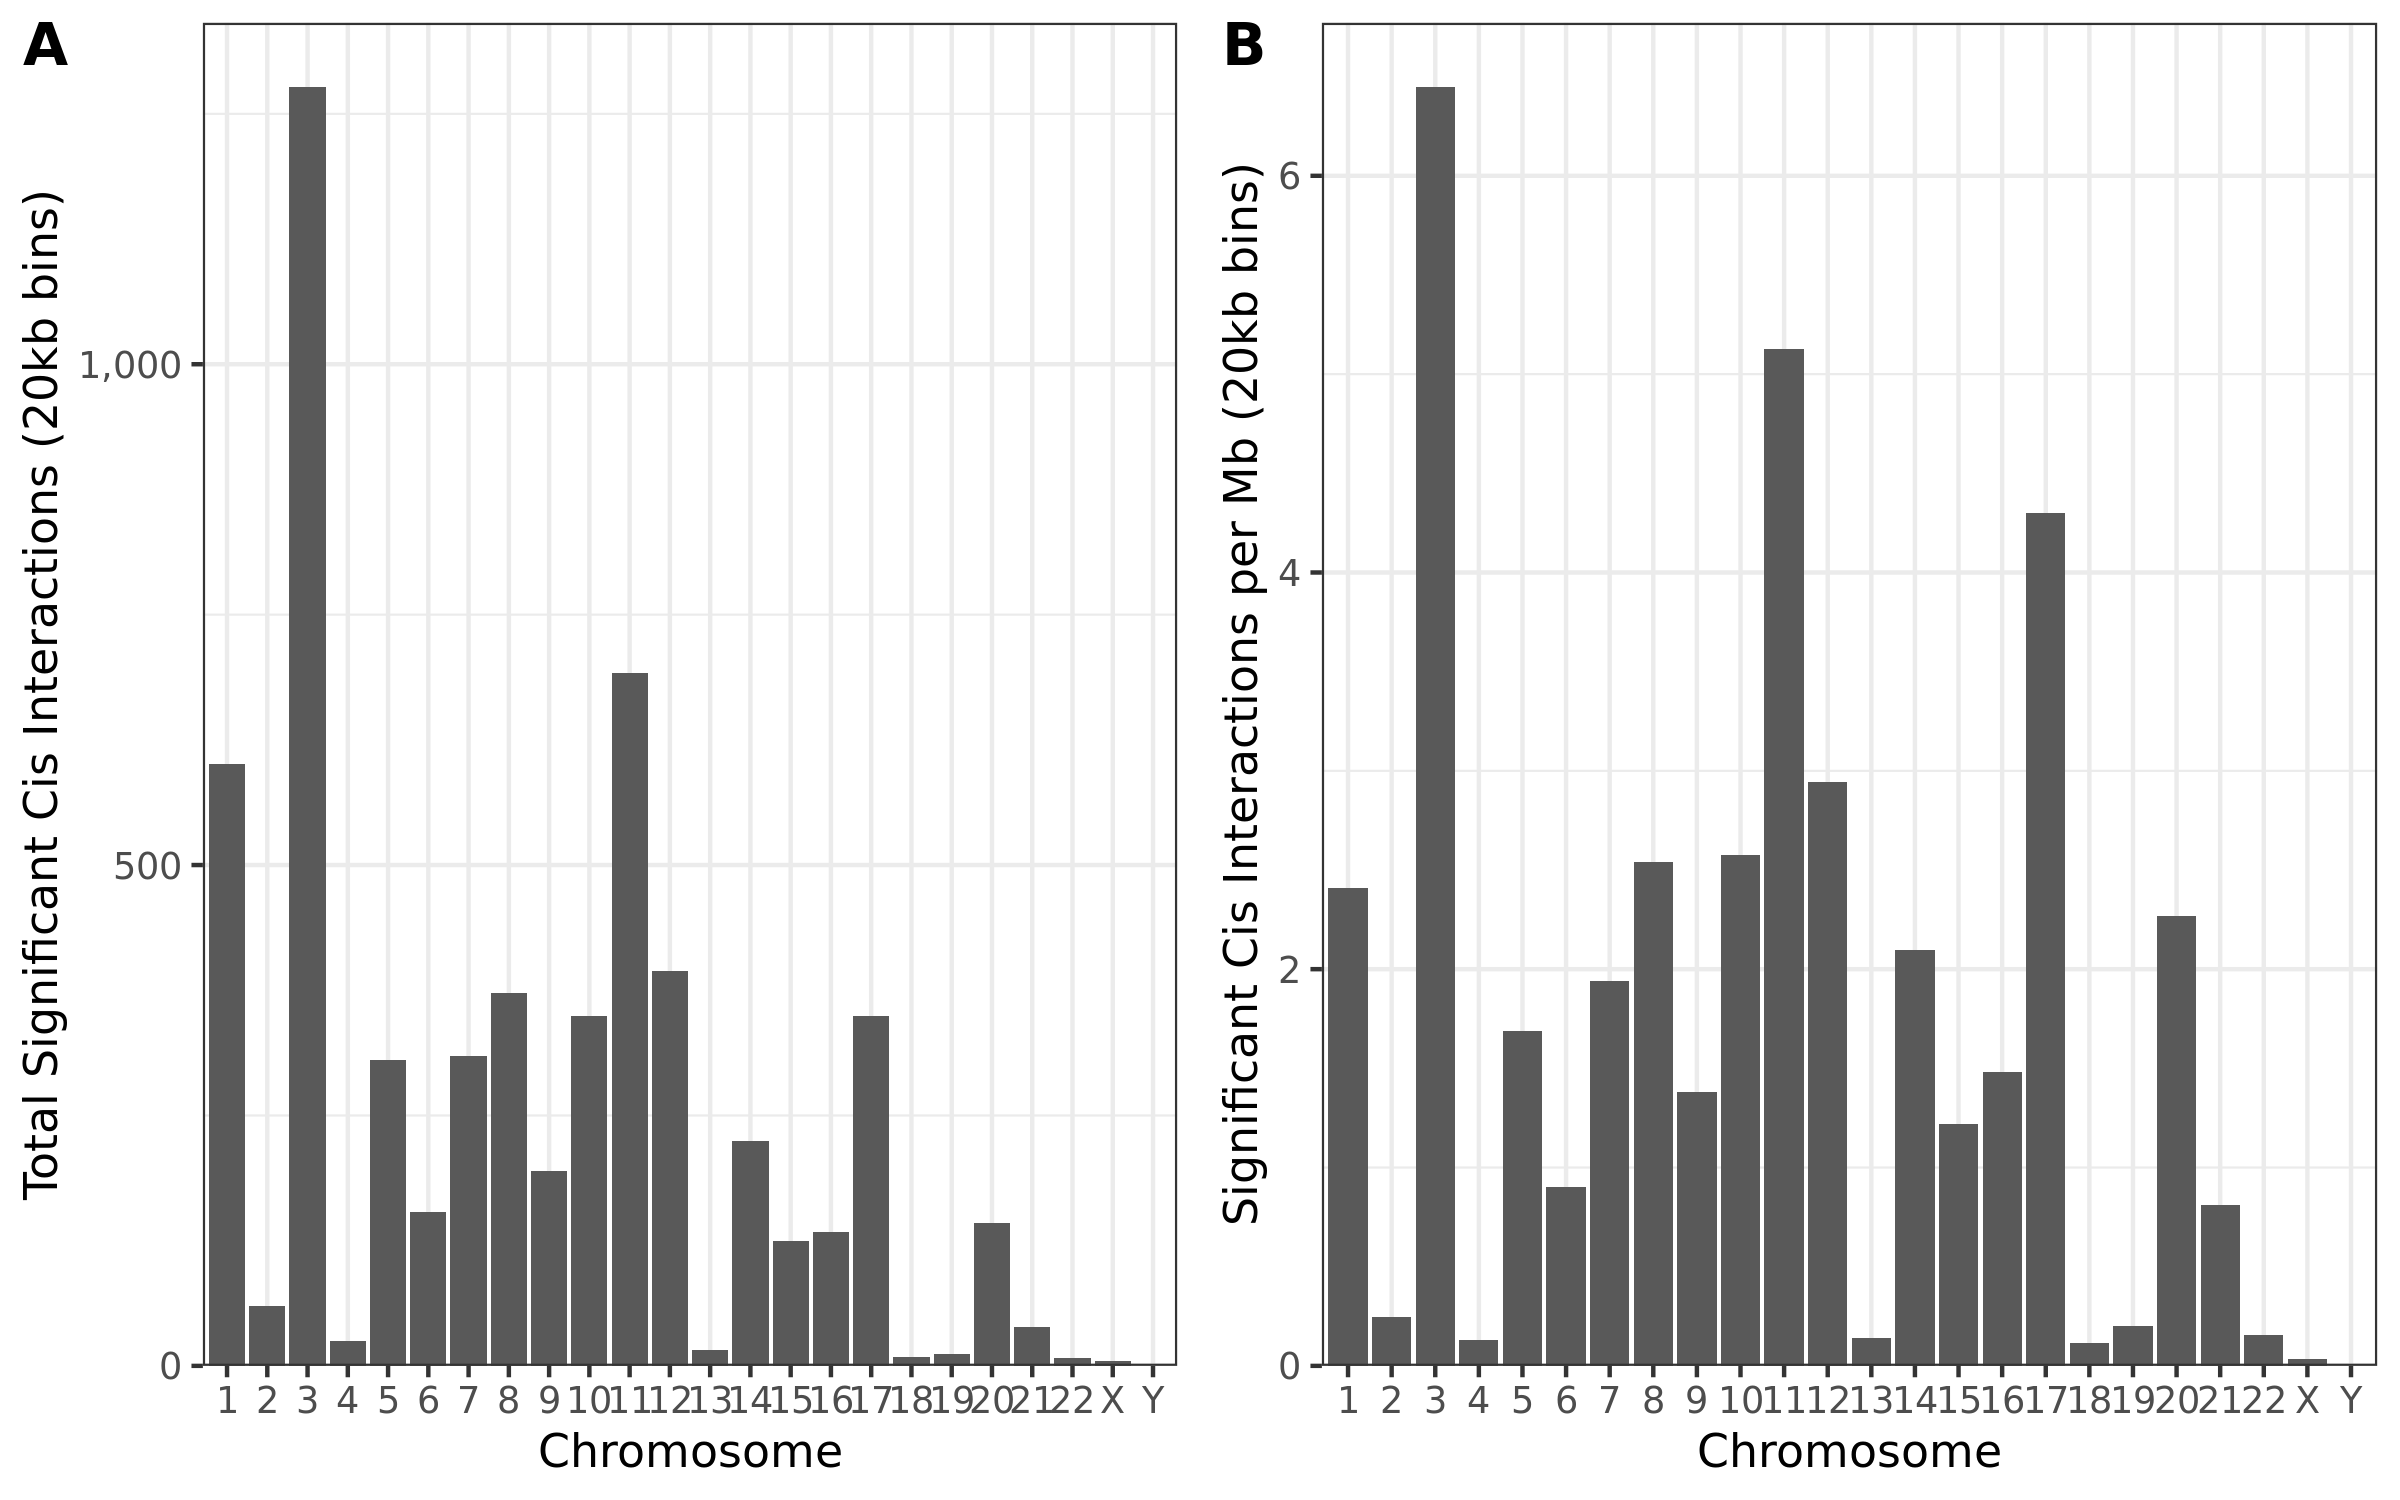 A
Total Significant Cis Interactions (20kb bins)
1,000
500
0
1 2 3 4 5 6 7 8 9 10 11 12 13 14 15 16 17 18 19 20 21 22 X Y
Chromosome
B
Significant Cis Interactions per Mb (20kb bins)
6
4
2
0
1 2 3 4 5 6 7 8 9 10 11 12 13 14 15 16 17 18 19 20 21 22 X Y
Chromosome